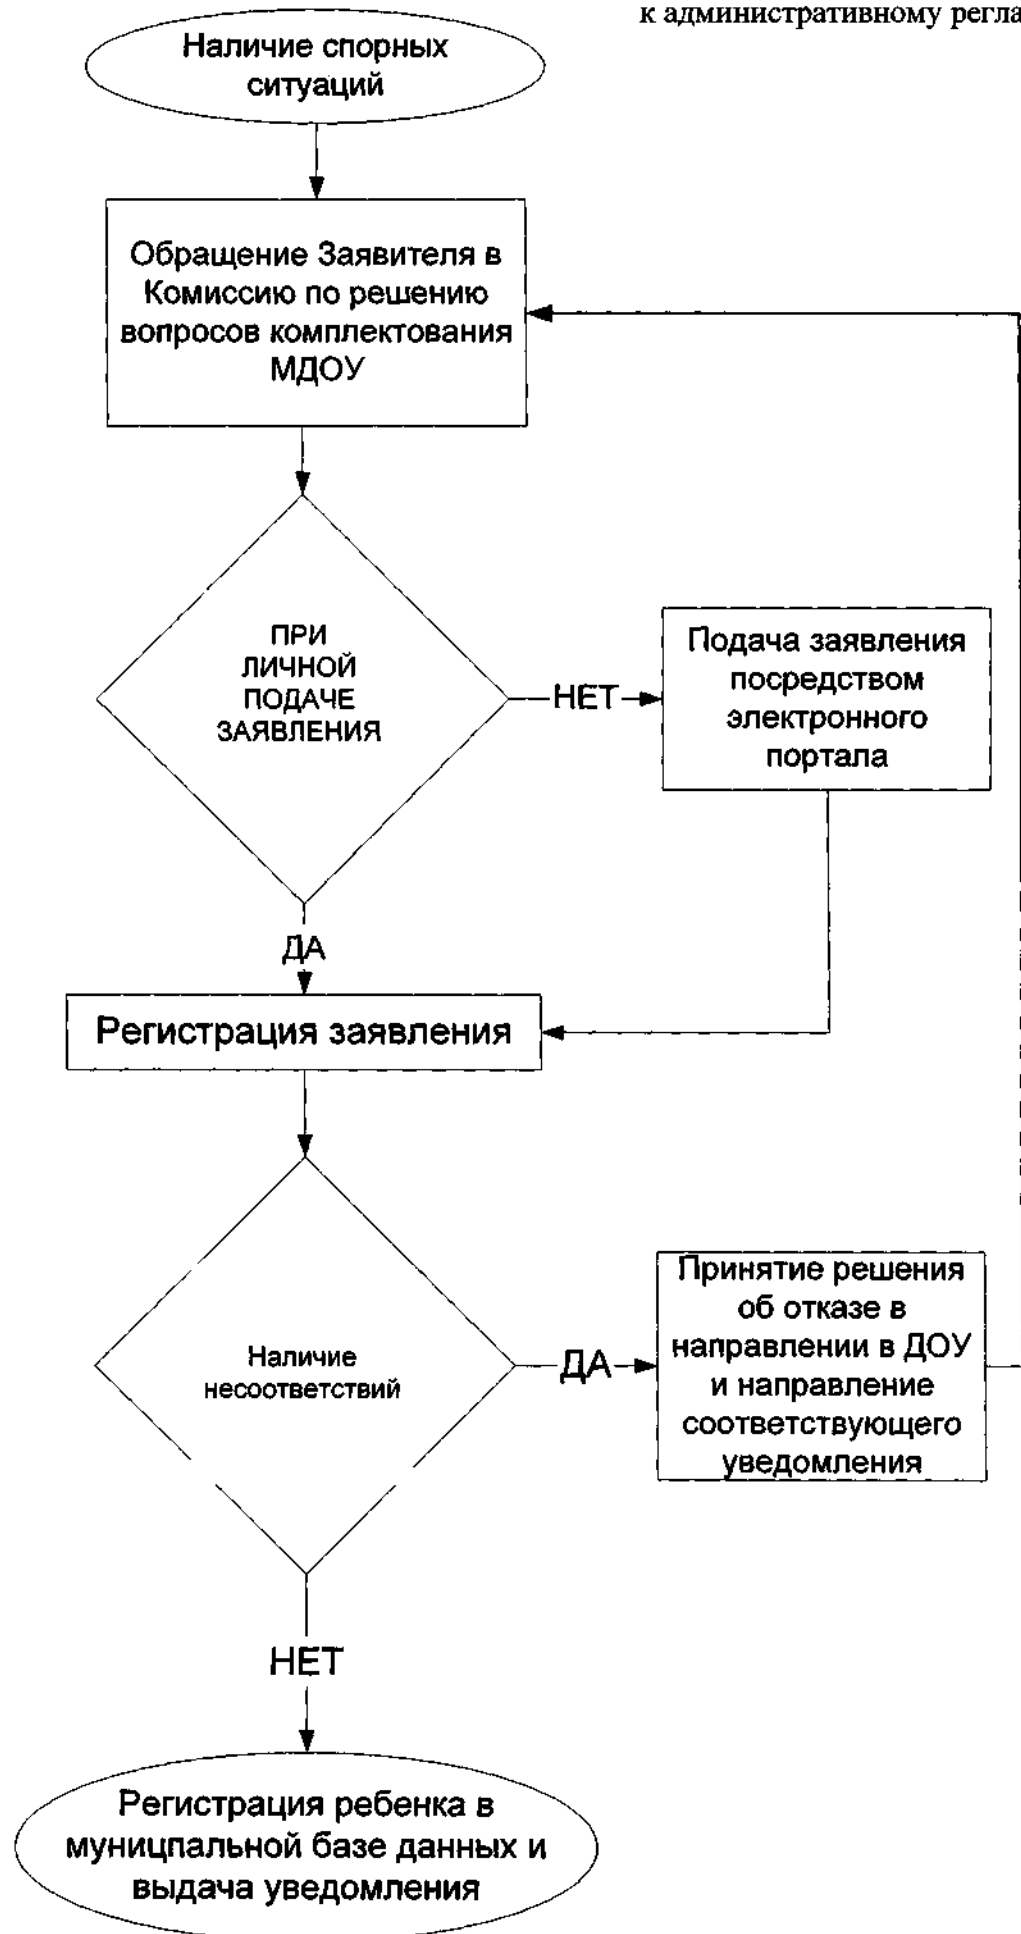 к административному регла
Наличие спорных
ситуаций
Обращение Заявителя в
Комиссию по решению
вопросов комплектования
МДОУ
ПРИ
ЛИЧНОЙ
ПОДАЧЕ
ЗАЯВЛЕНИЯ
НЕТ
Подача заявления
посредством
электронного
портала
ДА
Регистрация заявления
Наличие
несоответствий
ДА
Принятие решения
об отказе в
направлении в ДОУ
и направление
соответствующего
уведомления
НЕТ
Регистрация ребенка в
муницпальной базе данных и
выдача уведомления